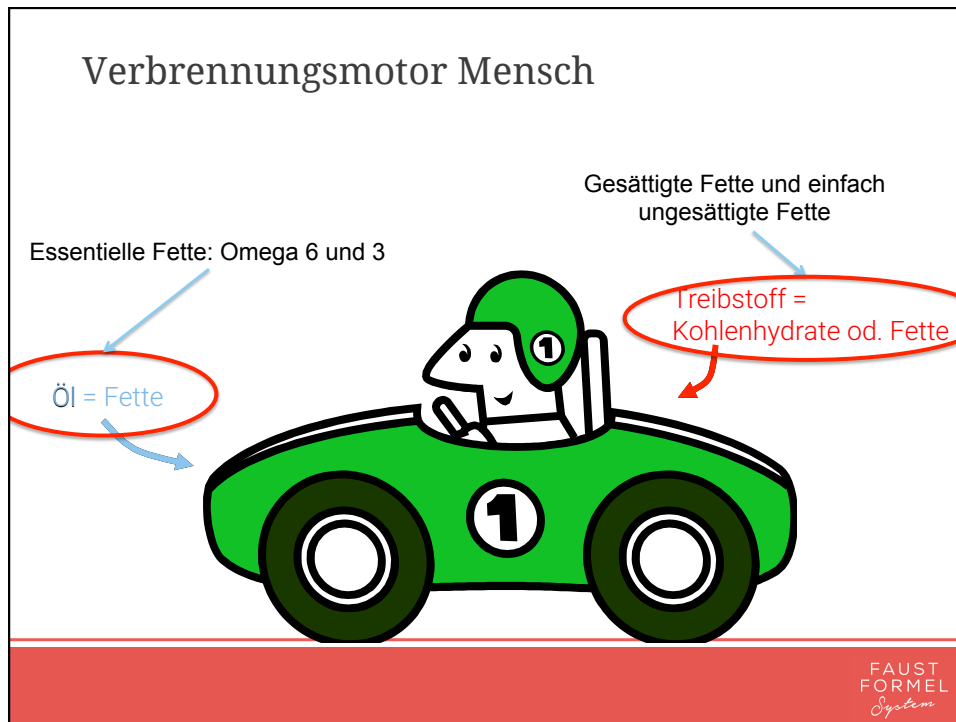 Verbrennungsmotor Mensch
Gesättigte Fette und einfach
ungesättigte Fette
Essentielle Fette: Omega 6 und 3
Treibstoff =
Kohlenhydrate od. Fette
1
Öl = Fette
1
FAUST
FORMEL
System